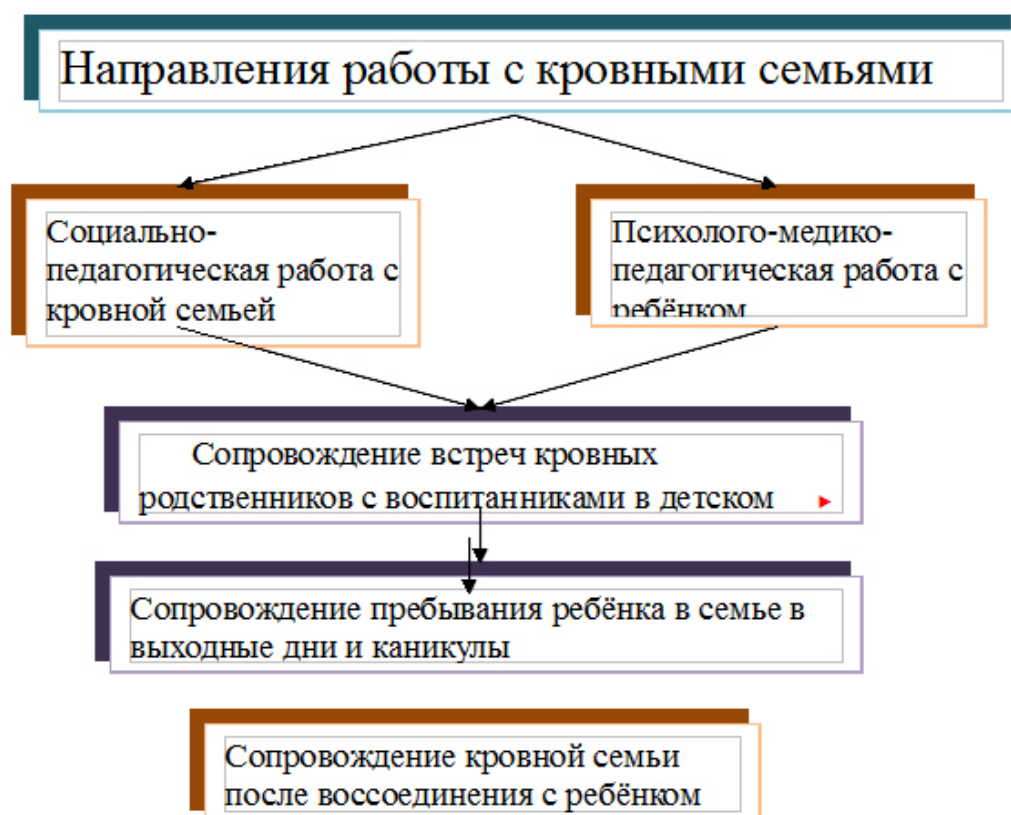 Направления работы с кровными семьями
Социально-
педагогическая работа с
кровной семьей
Психолого-медико-
педагогическая работа с
ребёнком
Сопровождение встреч кровных
родственников с воспитанниками в детском
Сопровождение пребывания ребёнка в семье в
выходные дни и каникулы
Сопровождение кровной семьи
после воссоединения с ребёнком